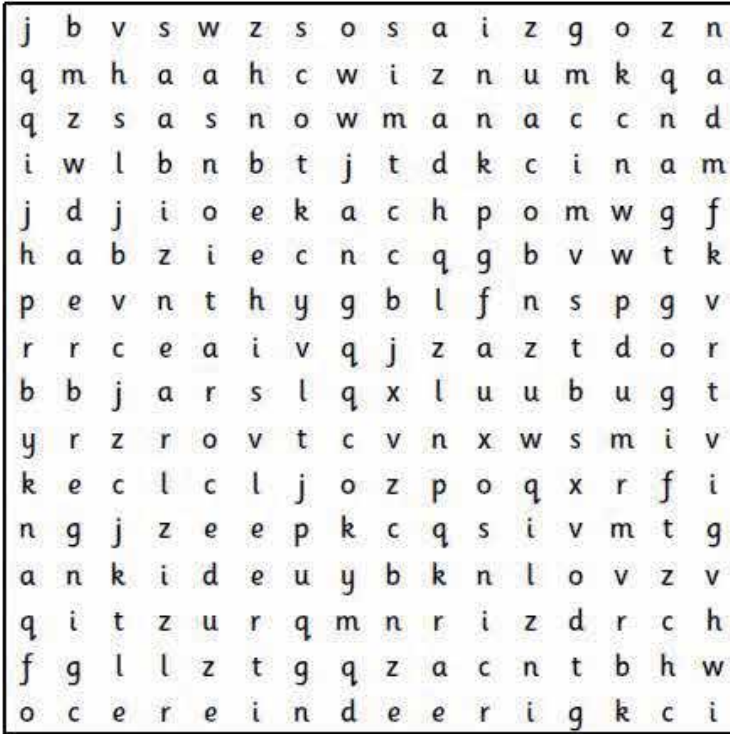 j b v s w z s o s a i z g o z n
q m h a a h c w i z n u m k q a
q z s a s n o w m a n a c c n d
i w l b n b t j t d k c i n a m
j d j i o e k a c h p o m w g f
h a b z i e c n c q g b v w t k
p e v n t h y g b l f n s p g v
r r c e a i v q j z a z t d o r
b b j a r s l q x l u u b u g t
y r z r o v t c v n x w s m i v
k e c l c l j o z p o q x r f i
n g j z e e p k c q s i v m t g
a n k i d e u y b k n l o v z v
q i t z u r q m n r i z d r c h
f g l l z t g q z a c n t b h w
o c e r e i n d e e r i g k c i